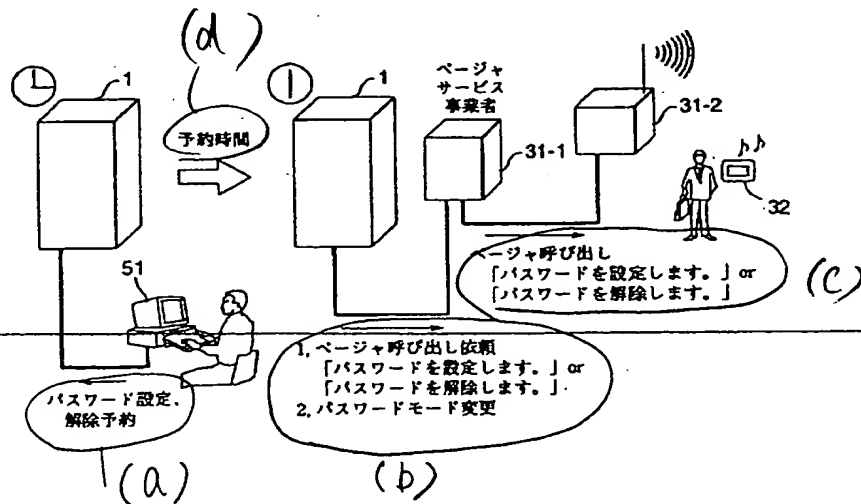 (d)
1
1
ページャ
サービス
事業者
31-2
予約時間
31-1
32
51
ページャ呼び出し
「パスワードを設定します。」or
「パスワードを解除します。」
(c)
1. ページャ呼び出し依頼
「パスワードを設定します。」or
「パスワードを解除します。」
2. パスワードモード変更
パスワード設定、
解除予約
(a)
(b)